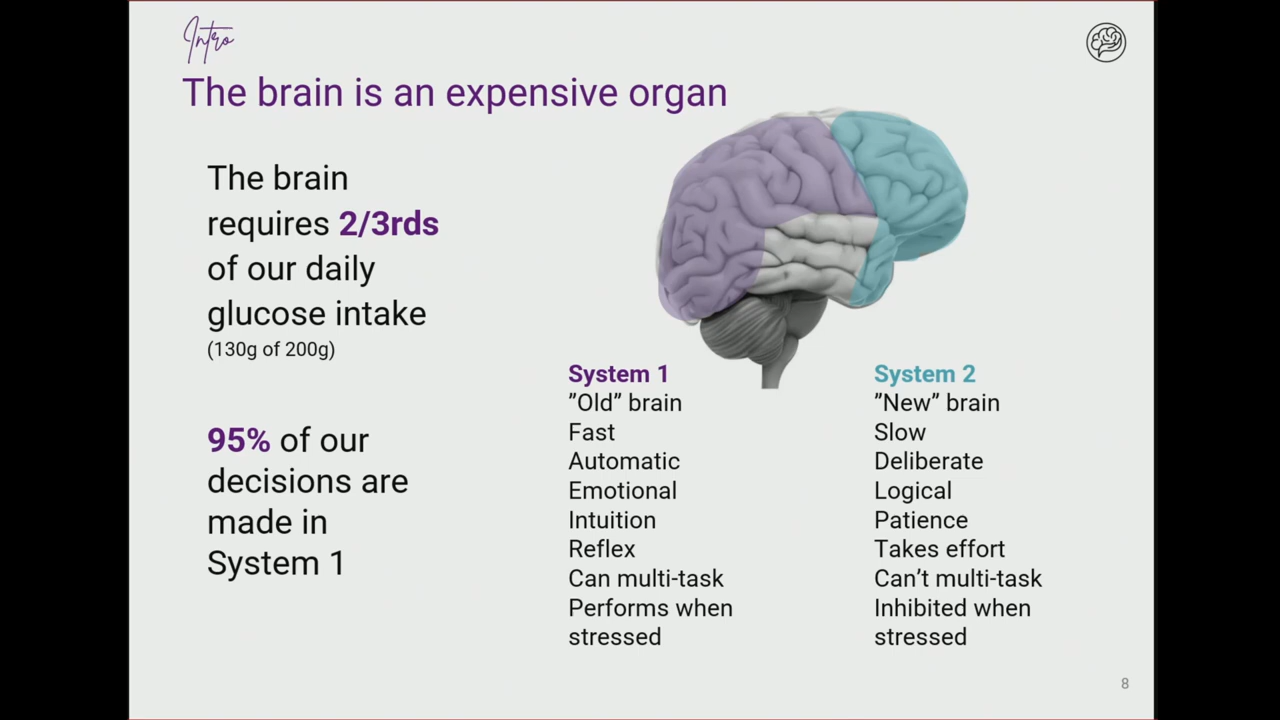 Intro
The brain is an expensive organ
The brain
requires 2/3rds
of our daily
glucose intake
(130g of 200g)
95% of our
decisions are
made in
System 1
System 1
”Old” brain
Fast
Automatic
Emotional
Intuition
Reflex
Can multi-task
Performs when
stressed
System 2
”New” brain
Slow
Deliberate
Logical
Patience
Takes effort
Can’t multi-task
Inhibited when
stressed
8